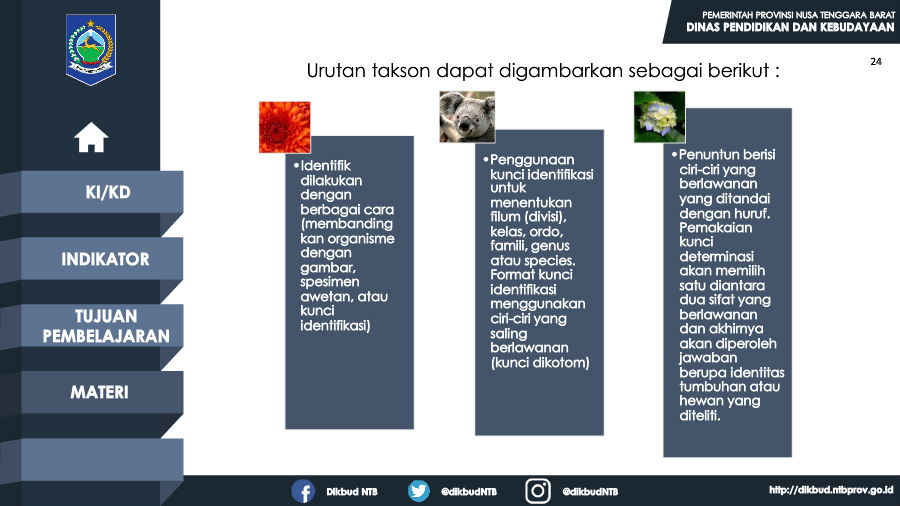 PEMERINTAH PROVINSI NUSA TENGGARA BARAT
DINAS PENDIDIKAN DAN KEBUDAYAAN
24
Urutan takson dapat digambarkan sebagai berikut :
KI/KD
INDIKATOR
TUJUAN
PEMBELAJARAN
MATERI
•Identifik
dilakukan
dengan
berbagai cara
(membanding
kan organisme
dengan
gambar,
spesimen
awetan, atau
kunci
identifikasi)
•Penggunaan
kunci identifikasi
untuk
menentukan
filum (divisi),
kelas, ordo,
famili, genus
atau species.
Format kunci
identifikasi
menggunakan
ciri-ciri yang
saling
berlawanan
(kunci dikotom)
•Penuntun berisi
ciri-ciri yang
berlawanan
yang ditandai
dengan huruf.
Pemakaian
kunci
determinasi
akan memilih
satu diantara
dua sifat yang
berlawanan
dan akhirnya
akan diperoleh
jawaban
berupa identitas
tumbuhan atau
hewan yang
diteliti.
Dikbud NTB
@dikbudNTB
@dikbudNTB
http://dikbud.ntbprov.go.id